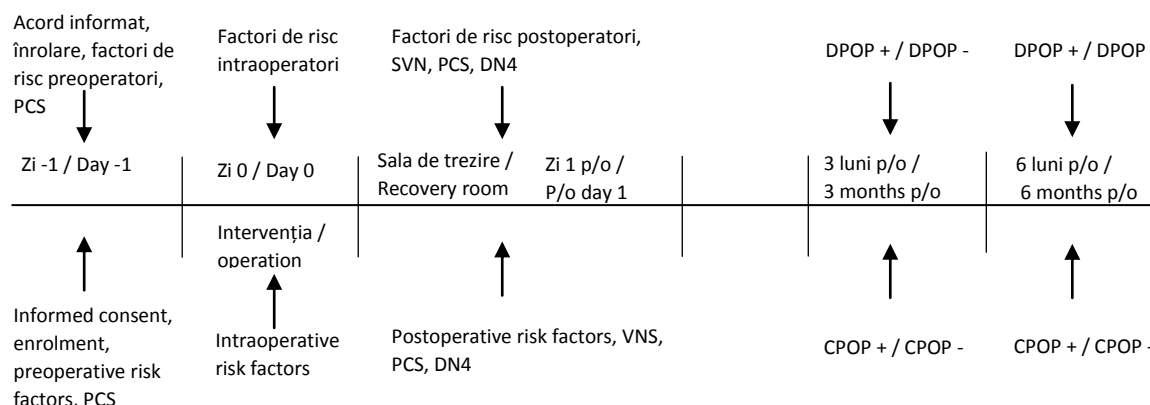 Acord informat,
înrolare, factori de
risc preoperatori,
PCS
Factori de risc
intraoperatori
Factori de risc postoperatori,
SVN, PCS, DN4
DPOP + / DPOP -
DPOP + / DPOP
Zi -1 / Day -1
Zi 0 / Day 0
Sala de trezire /
Recovery room
Zi 1 p/o /
P/o day 1
3 luni p/o /
3 months p/o
6 luni p/o /
6 months p/o
Intervenția /
operation
Informed consent,
enrolment,
preoperative risk
factors, PCS
Intraoperative
risk factors
Postoperative risk factors, VNS,
PCS, DN4
CPOP + / CPOP -
CPOP + / CPOP -